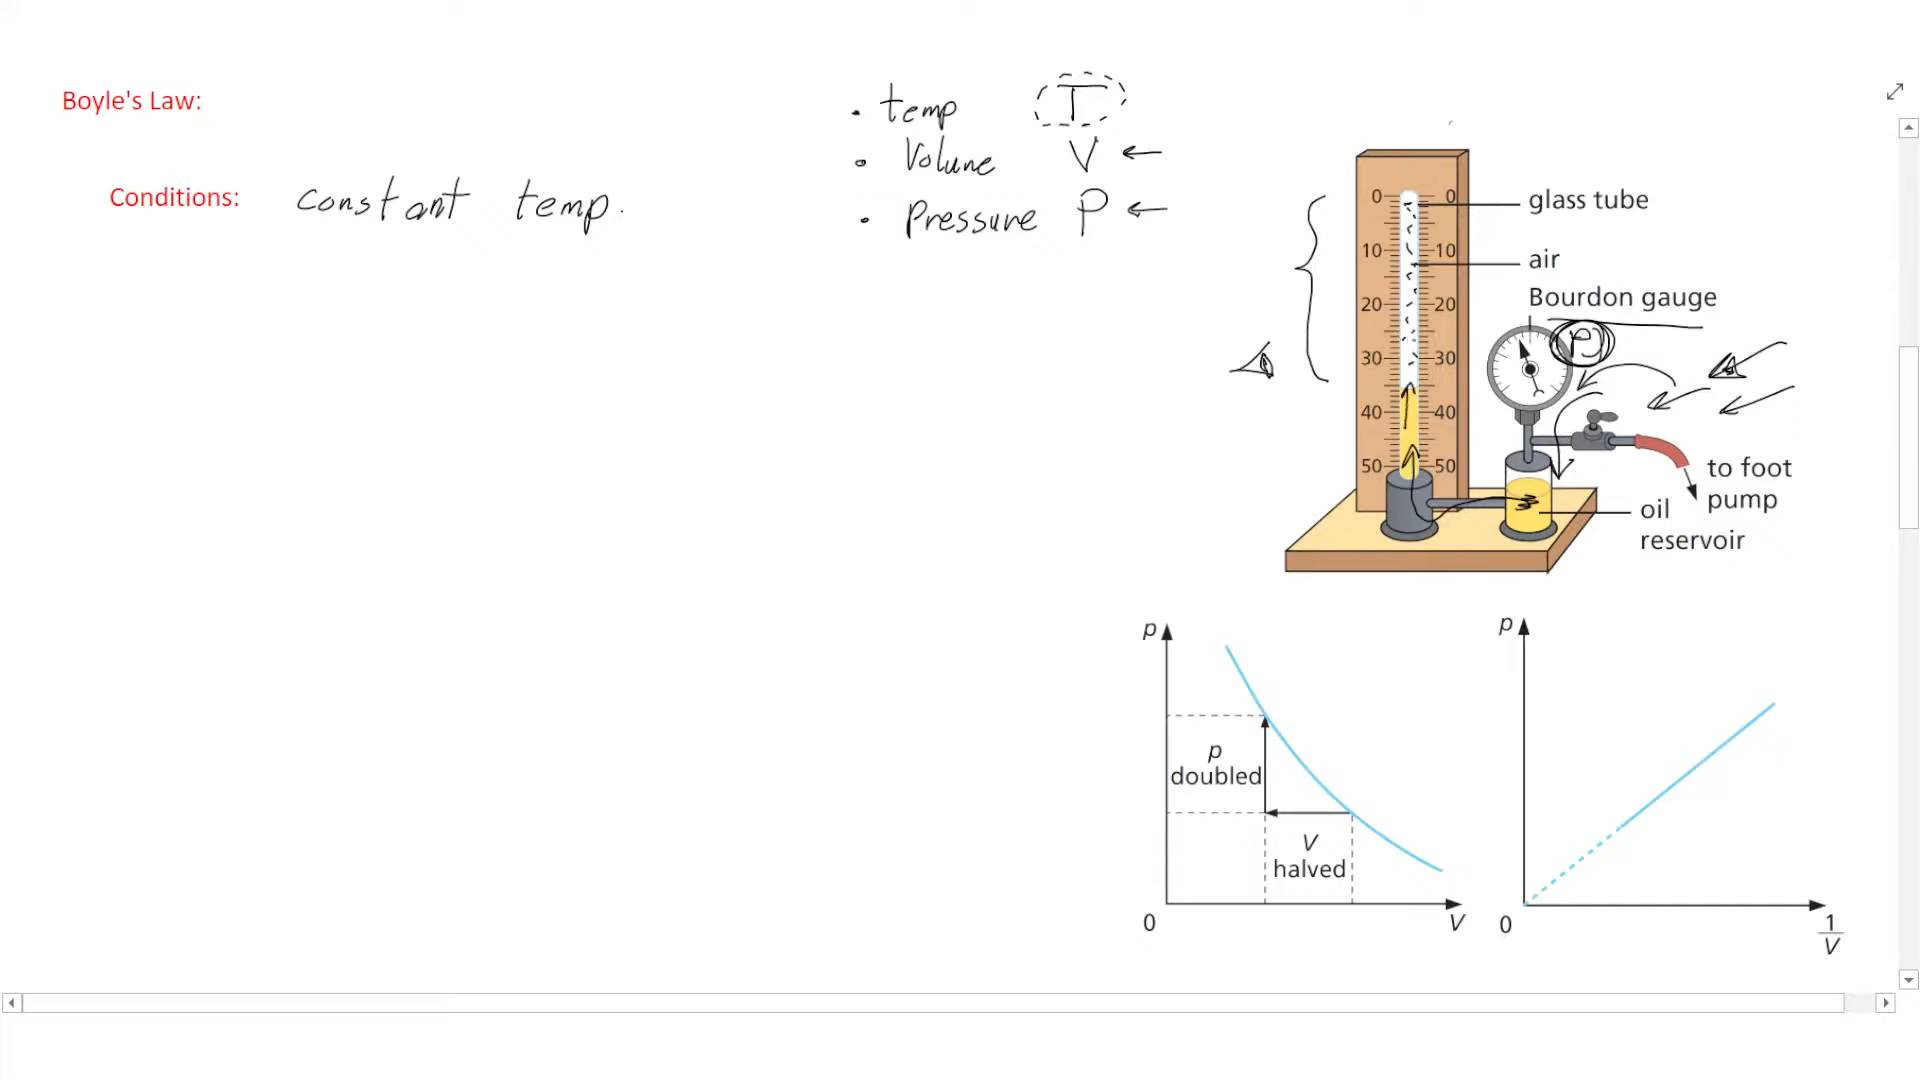 Boyle's Law:
Conditions: constant temp.
• temp T
• Volume V ←
• Pressure P ←
0 0
10 10
20 20
30 30
40 40
50 50
glass tube
air
Bourdon gauge
P
to foot
pump
oil
reservoir
p
p
doubled
V
halved
0
V
p
0
1
V